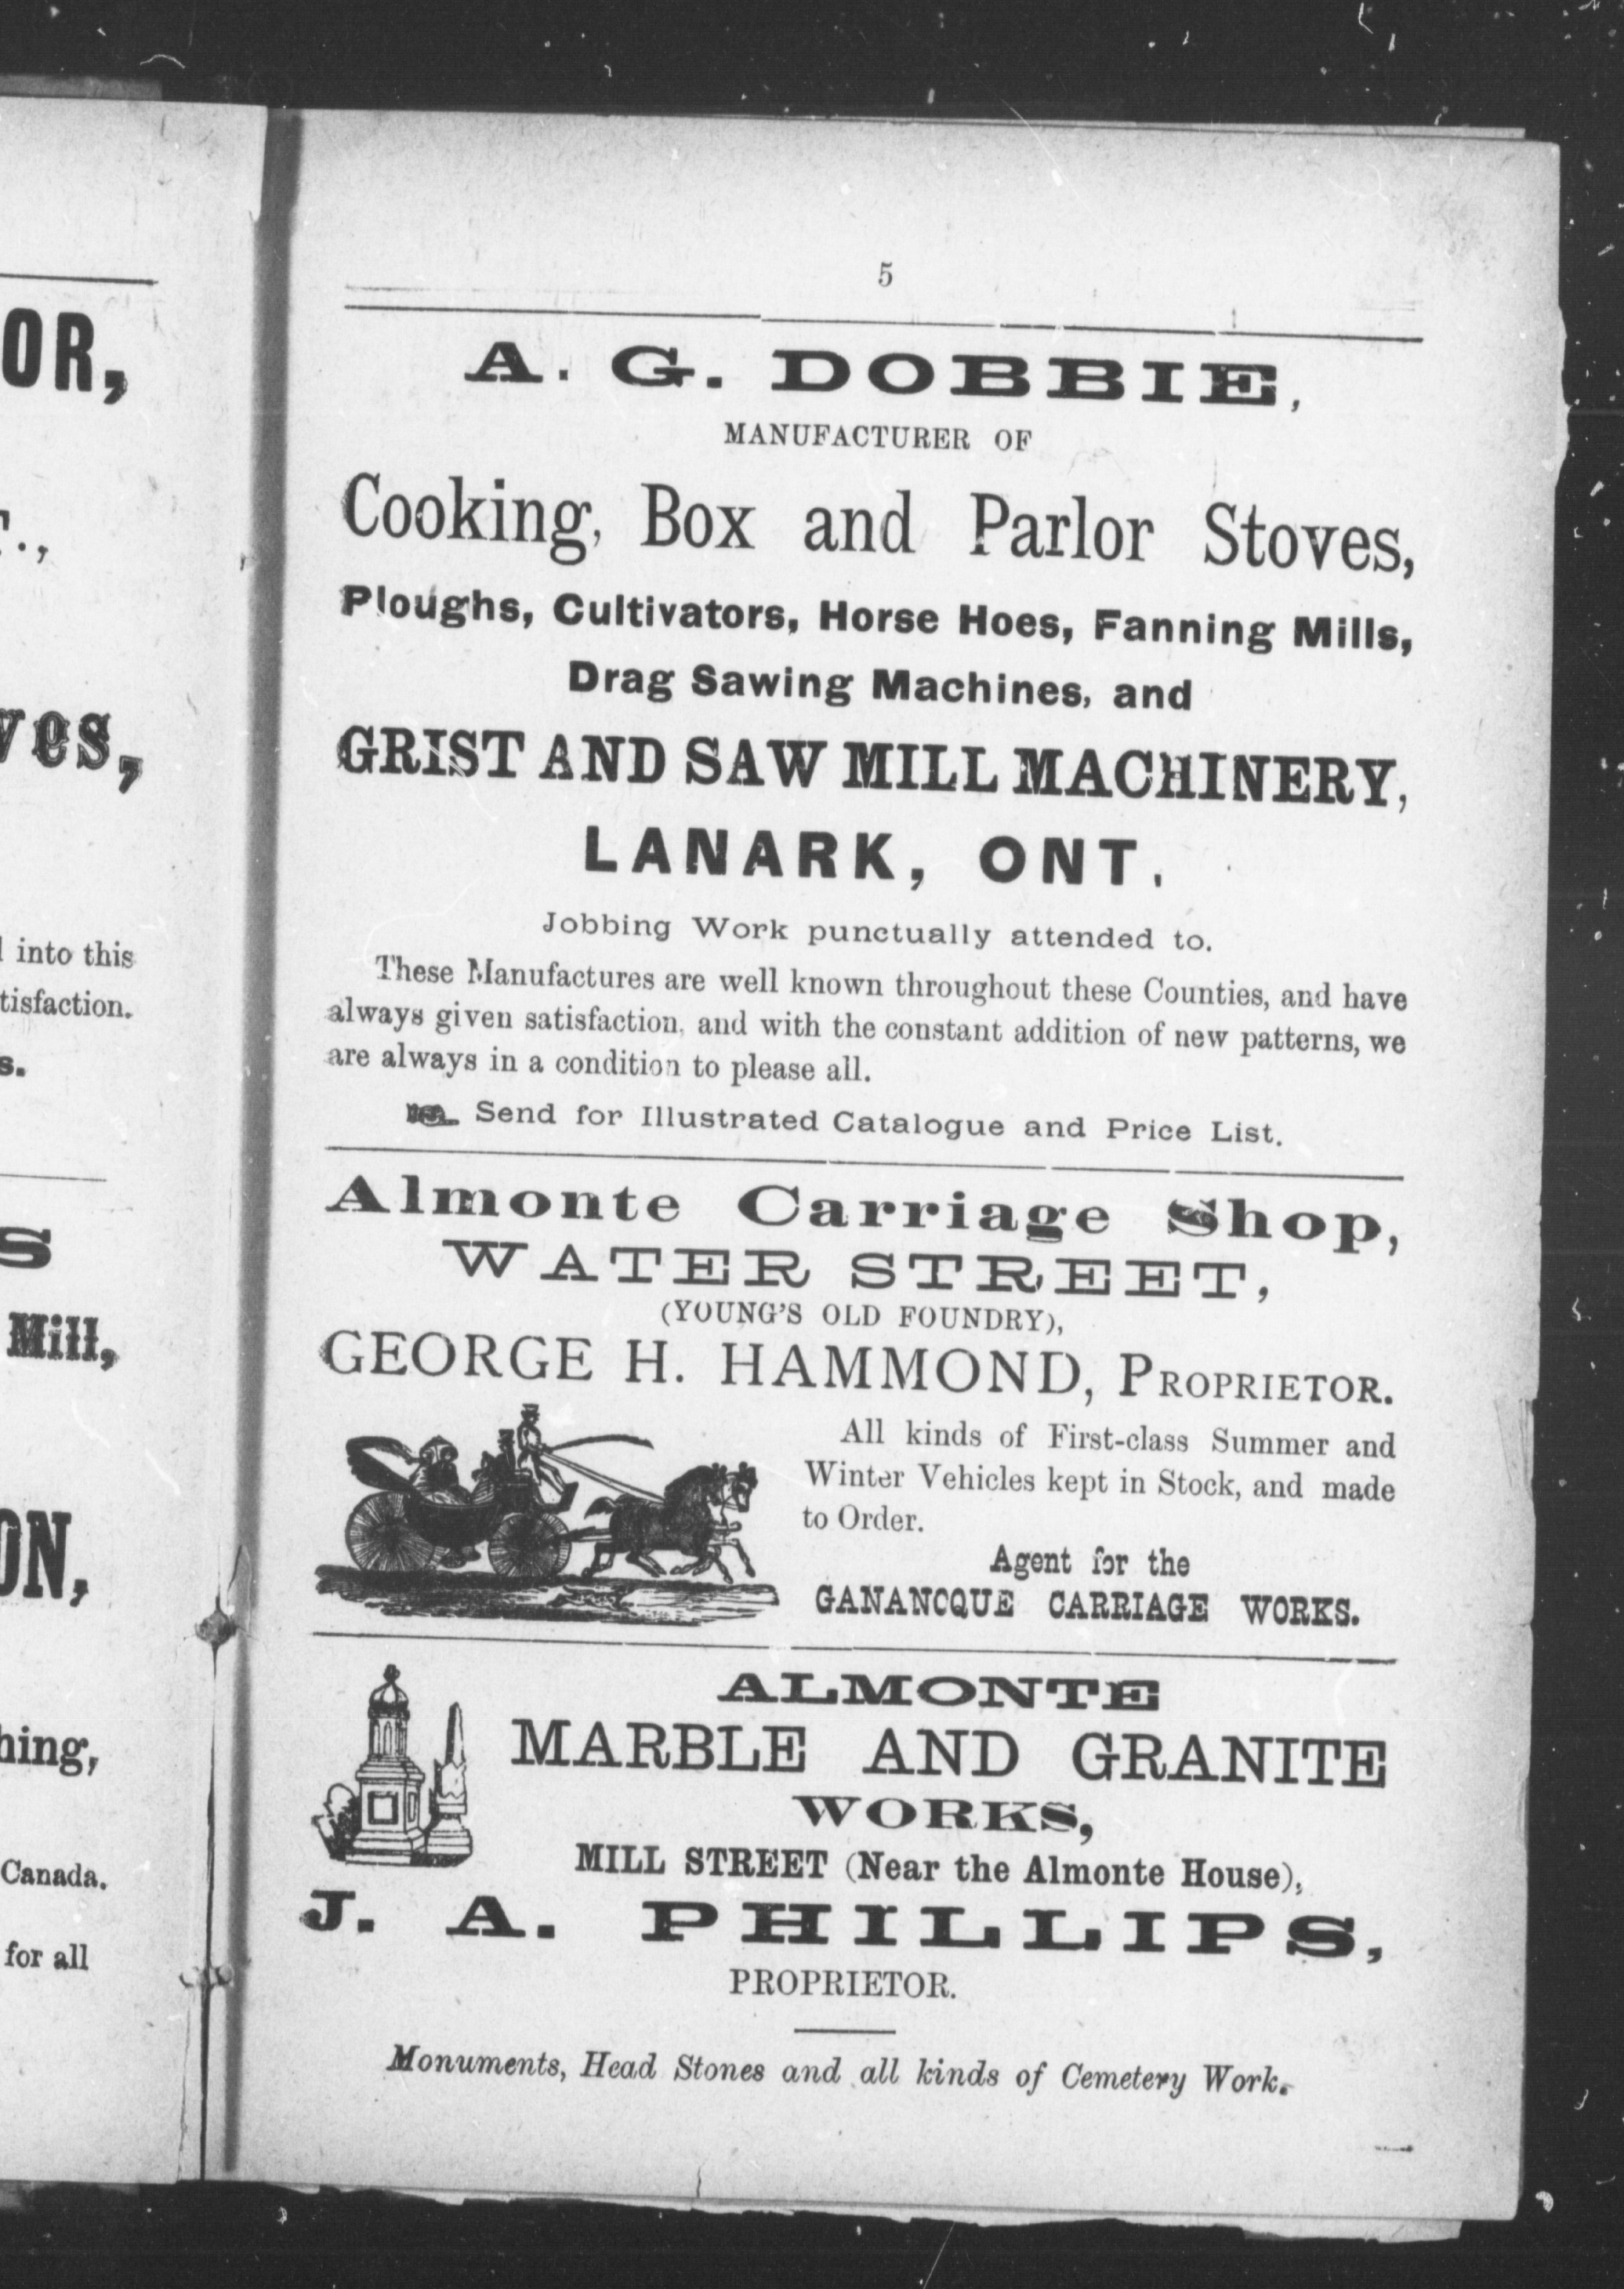 OR,
.,
ves,
into this
tisfaction.
s.
S
Mill,
ON,
hing,
Canada.
for all
5
A. G. DOBBIE,
MANUFACTURER OF
Cooking, Box and Parlor Stoves,
Ploughs, Cultivators, Horse Hoes, Fanning Mills,
Drag Sawing Machines, and
GRIST AND SAW MILL MACHINERY,
LANARK, ONT.
Jobbing Work punctually attended to.
These Manufactures are well known throughout these Counties, and have
always given satisfaction, and with the constant addition of new patterns, we
are always in a condition to please all.
Send for Illustrated Catalogue and Price List.
Almonte Carriage Shop,
WATER STREET,
(YOUNG'S OLD FOUNDRY),
GEORGE H. HAMMOND, PROPRIETOR.
All kinds of First-class Summer and
Winter Vehicles kept in Stock, and made
to Order.
Agent for the
GANANCQUE CARRIAGE WORKS.
ALMONTE
MARBLE AND GRANITE
WORKS,
MILL STREET (Near the Almonte House),
J. A. PHILLIPS,
PROPRIETOR.
Monuments, Head Stones and all kinds of Cemetery Work.